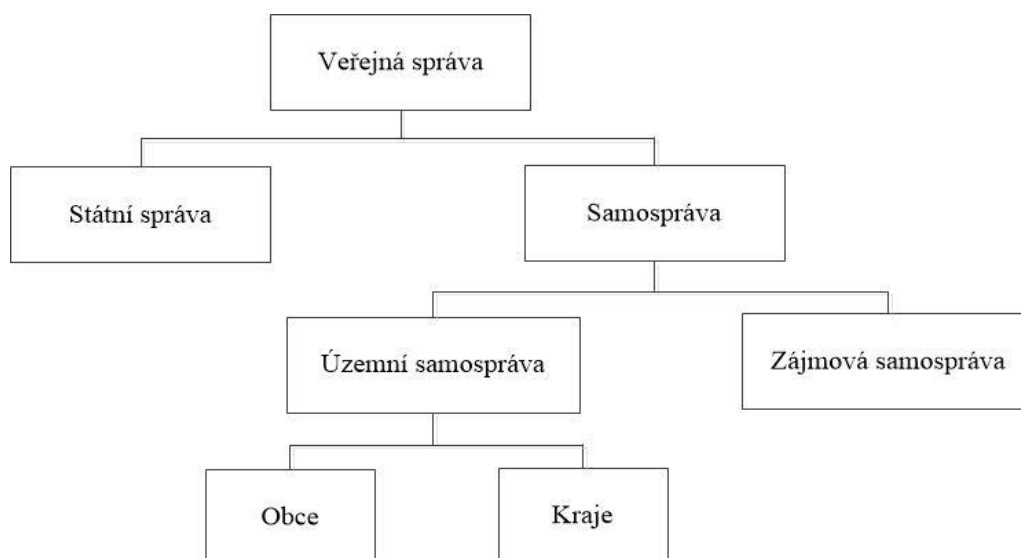 Veřejná správa
Státní správa
Samospráva
Územní samospráva
Zájmová samospráva
Obce
Kraje